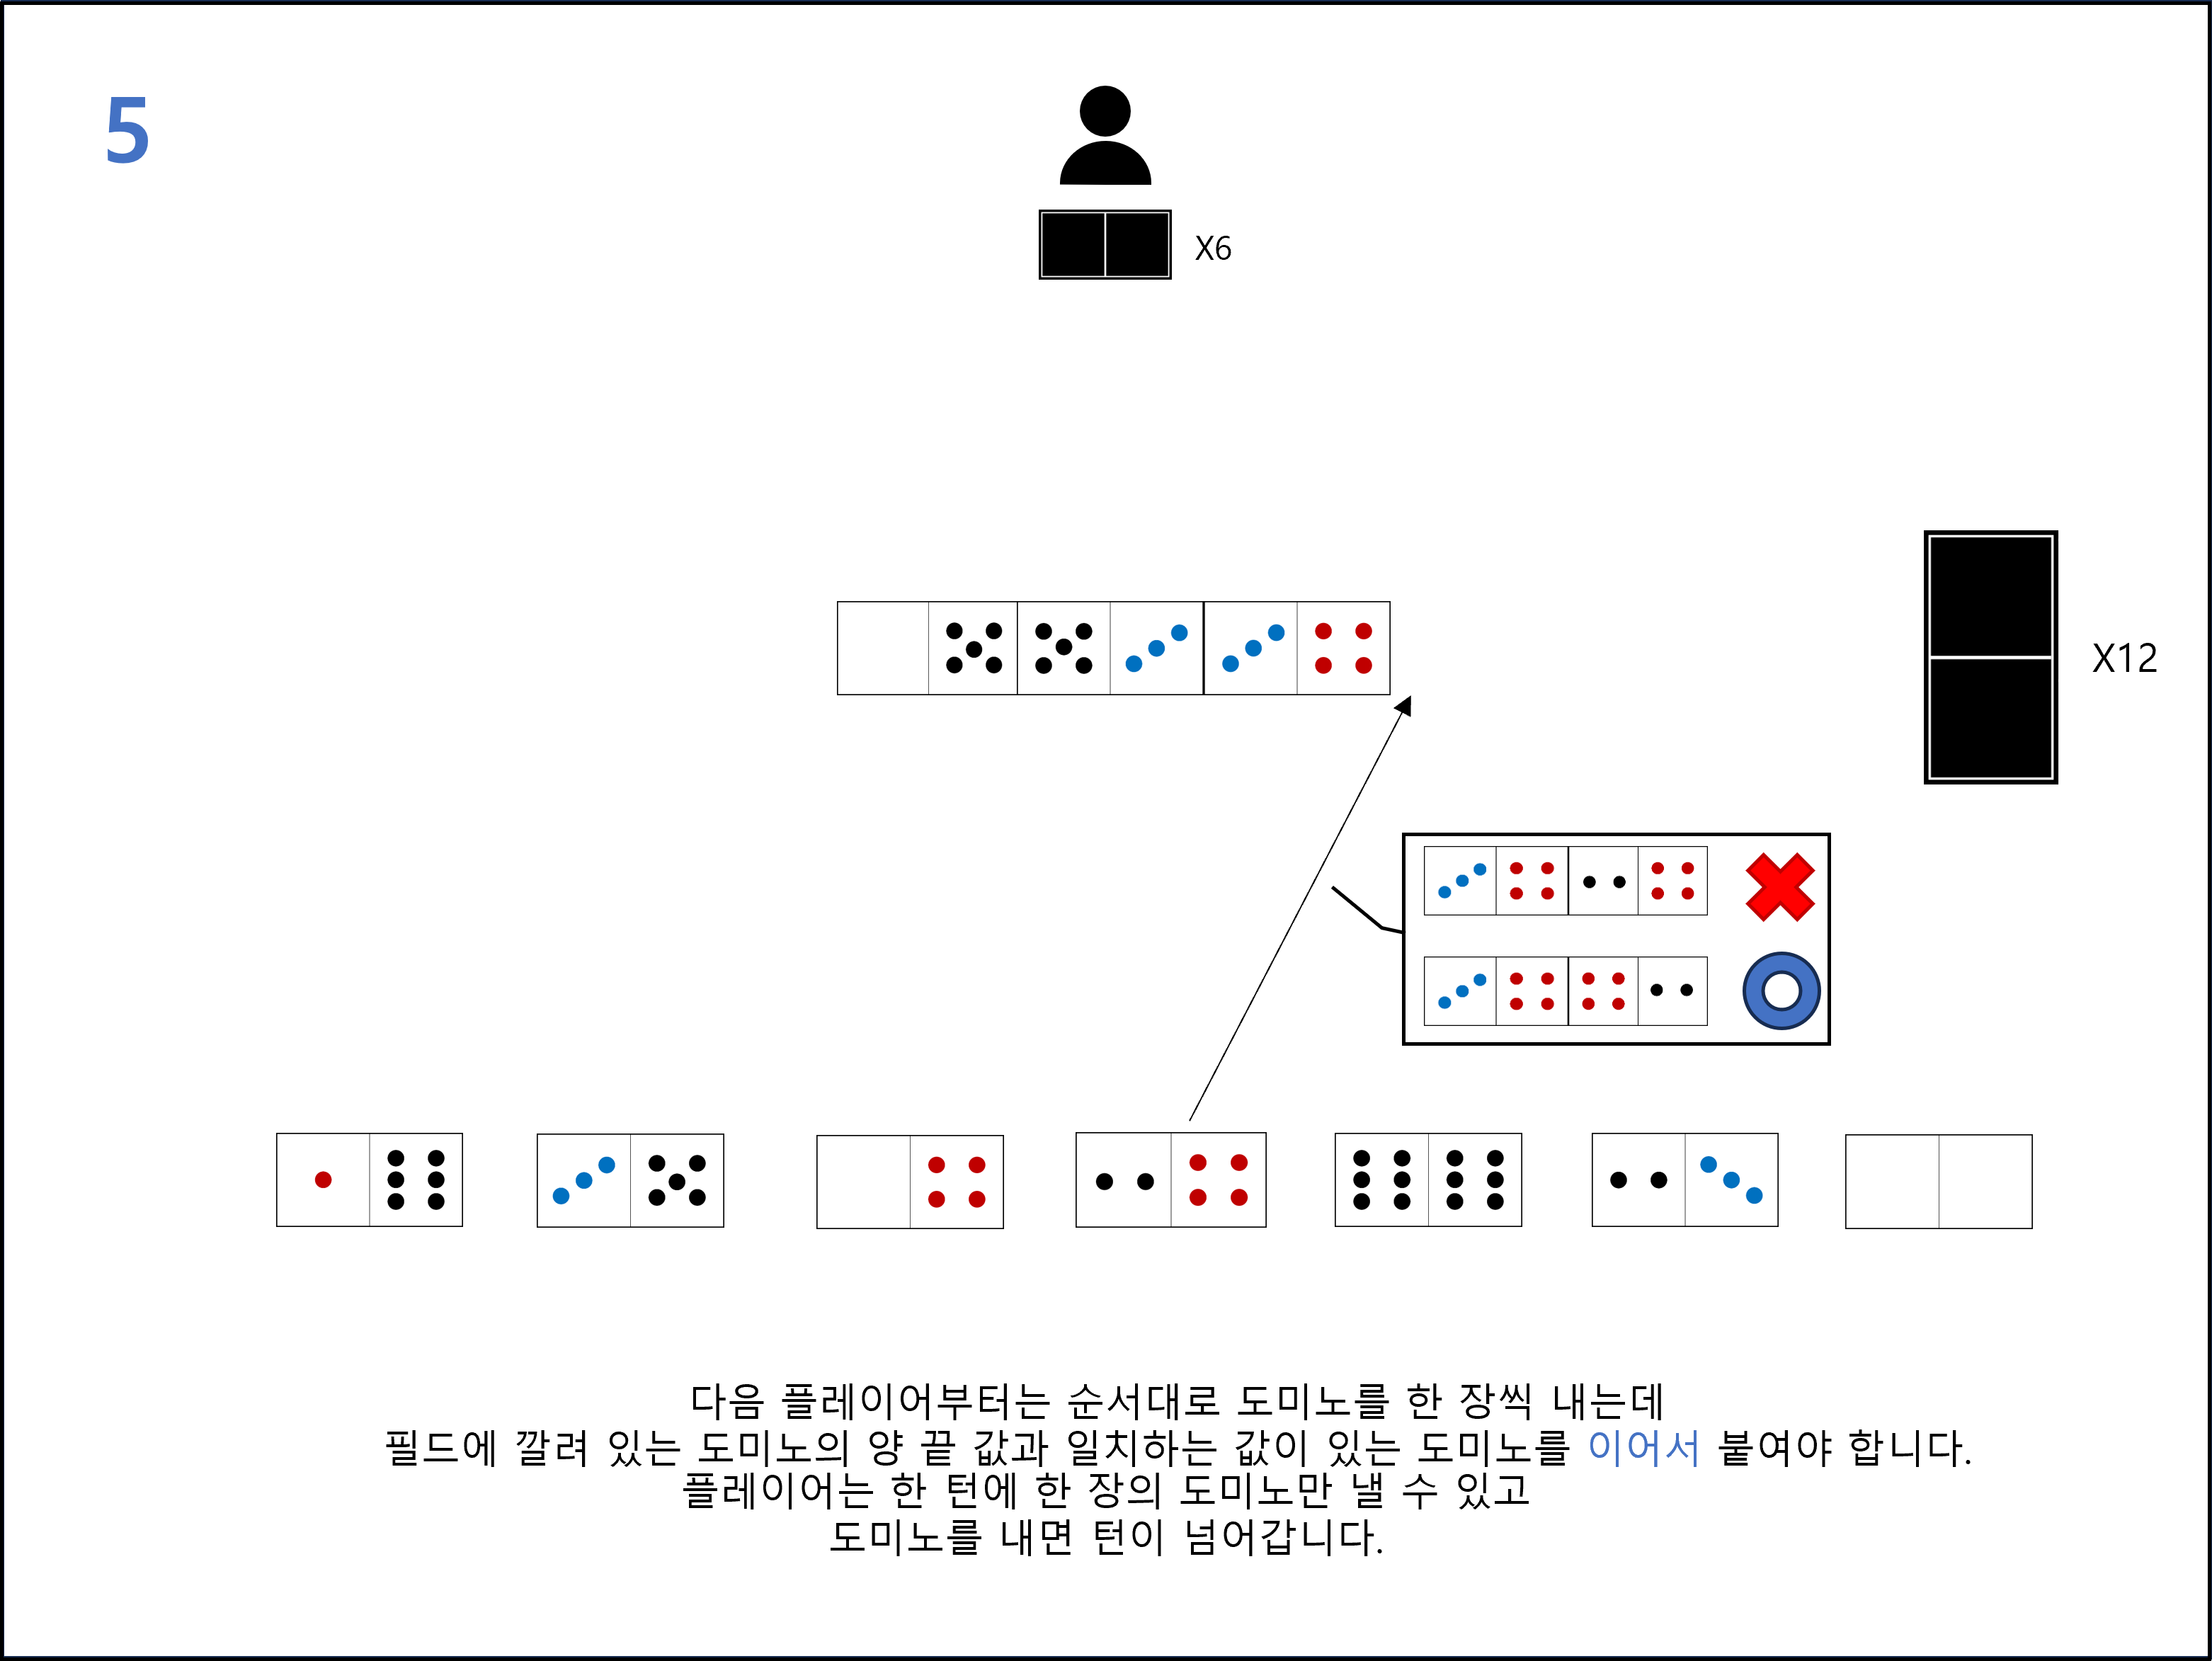 5
X6
X12
다음 플레이어부터는 순서대로 도미노를 한 장씩 내는데
필드에 깔려 있는 도미노의 양 끝 값과 일치하는 값이 있는 도미노를 이어서 붙여야 합니다.
플레이어는 한 턴에 한 장의 도미노만 낼 수 있고
도미노를 내면 턴이 넘어갑니다.